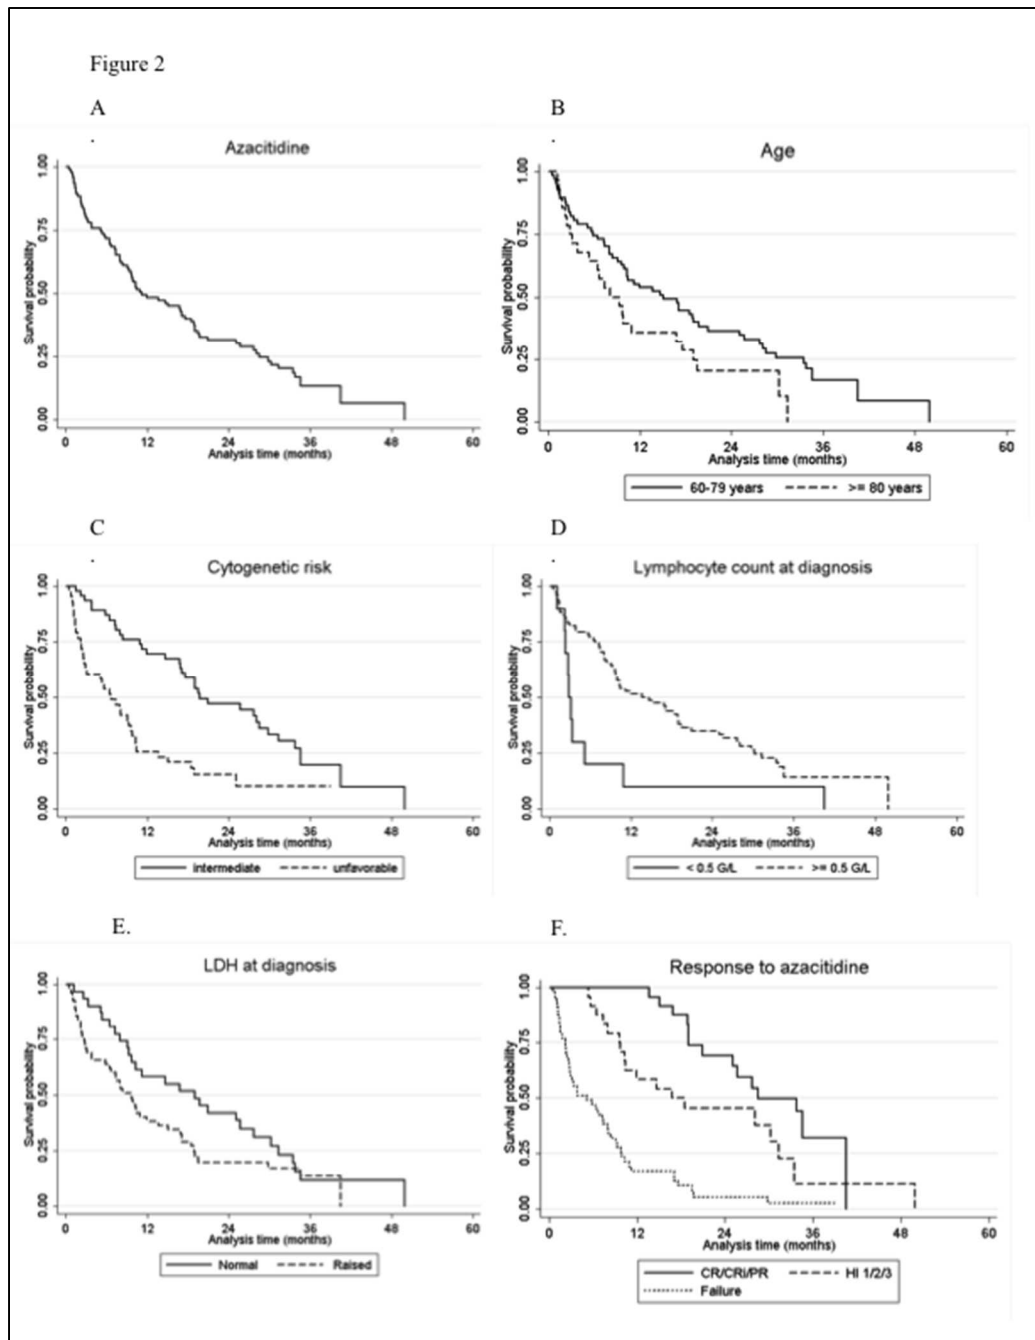 Figure 2
A
Azacitidine
Survival probability
1.00
0.75
0.50
0.25
0.00
0 12 24 36 48 60
Analysis time (months)
B
Age
Survival probability
1.00
0.75
0.50
0.25
0.00
0 12 24 36 48 60
Analysis time (months)
60-79 years >= 80 years
C
Cytogenetic risk
Survival probability
1.00
0.75
0.50
0.25
0.00
0 12 24 36 48 60
Analysis time (months)
intermediate unfavorable
D
Lymphocyte count at diagnosis
Survival probability
1.00
0.75
0.50
0.25
0.00
0 12 24 36 48 60
Analysis time (months)
< 0.5 G/L >= 0.5 G/L
E.
LDH at diagnosis
Survival probability
1.00
0.75
0.50
0.25
0.00
0 12 24 36 48 60
Analysis time (months)
Normal Raised
F.
Response to azacitidine
Survival probability
1.00
0.75
0.50
0.25
0.00
0 12 24 36 48 60
Analysis time (months)
CR/CRi/PR HI 1/2/3
Failure